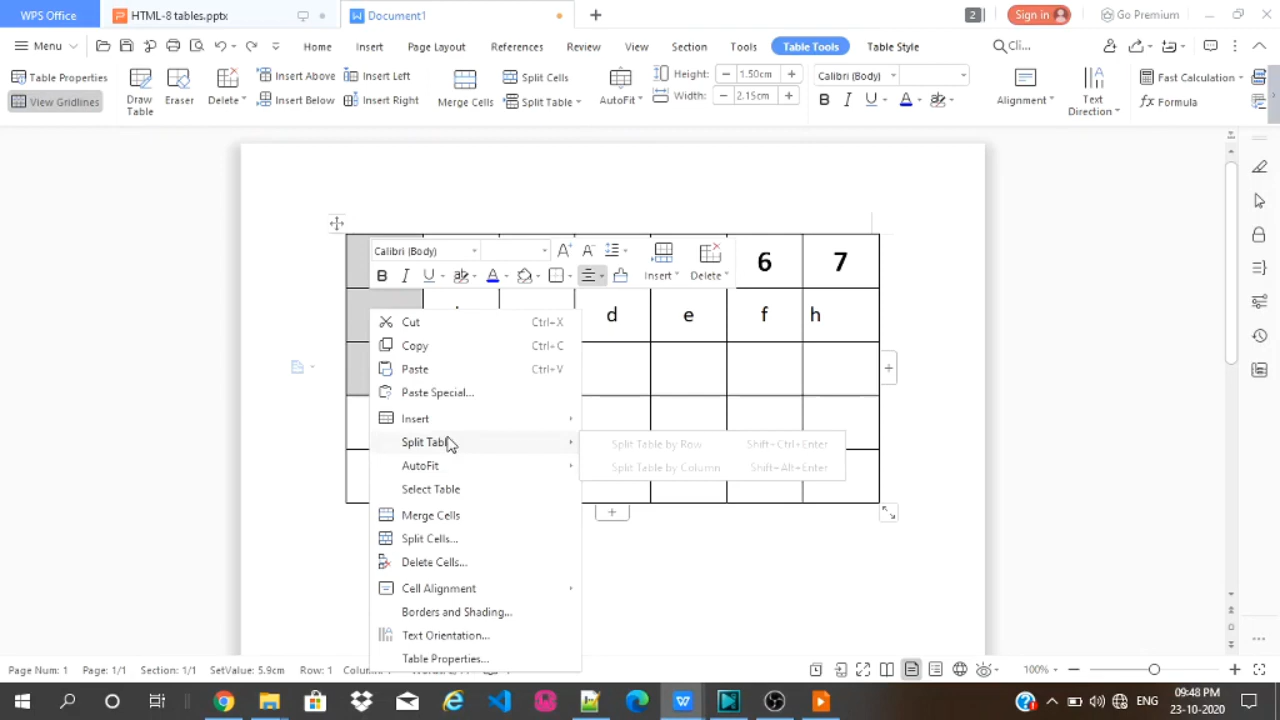 WPS Office
HTML-8 tables.pptx
Document1
2
Sign in
Go Premium
Menu
Home
Insert
Page Layout
References
Review
View
Section
Tools
Table Tools
Table Style
Cli...
Table Properties
View Gridlines
Draw
Table
Eraser
Delete
Insert Above
Insert Below
Insert Left
Insert Right
Merge Cells
Split Cells
Split Table
AutoFit
Height:
1.50cm
Width:
2.15cm
Calibri (Body)
Alignment
Text
Direction
Fast Calculation
fx Formula
Calibri (Body)
Insert
Delete
6
7
d
e
f
h
Cut Ctrl+X
Copy Ctrl+C
Paste Ctrl+V
Paste Special...
Insert
Split Table
AutoFit
Select Table
Merge Cells
Split Cells...
Delete Cells...
Cell Alignment
Borders and Shading...
Text Orientation...
Table Properties...
Split Table by Row Shift+Ctrl+Enter
Split Table by Column Shift+Alt+Enter
Page Num: 1
Page: 1/1
Section: 1/1
SetValue: 5.9cm
Row: 1
100%
ENG
09:48 PM
23-10-2020